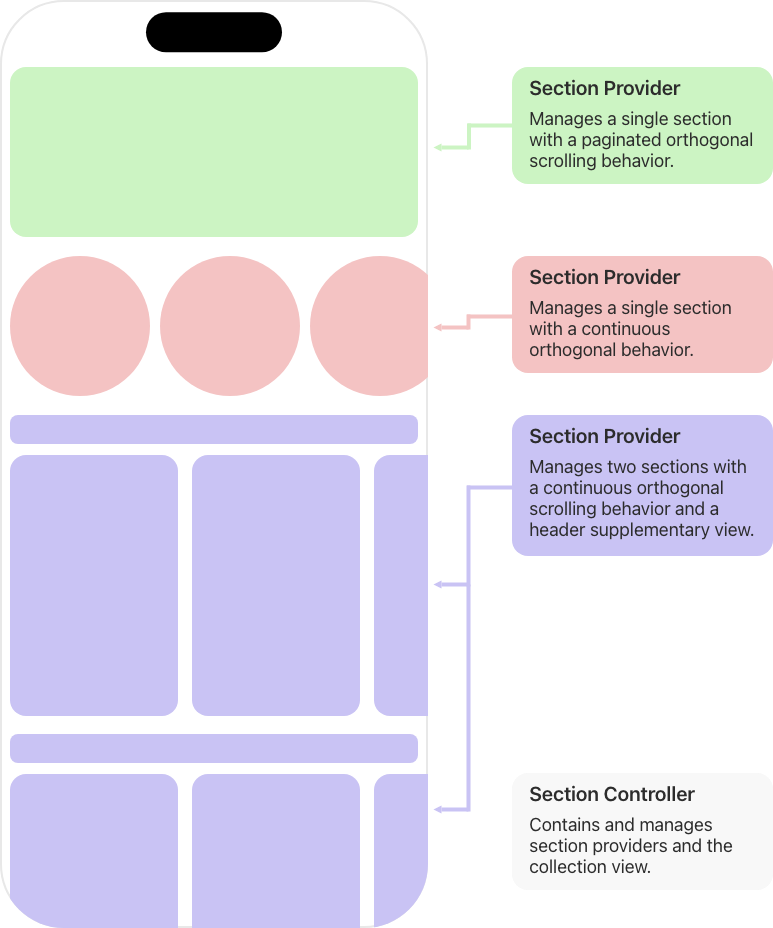 Section Provider
Manages a single section
with a paginated orthogonal
scrolling behavior.
Section Provider
Manages a single section
with a continuous
orthogonal behavior.
Section Provider
Manages two sections with
a continuous orthogonal
scrolling behavior and a
header supplementary view.
Section Controller
Contains and manages
section providers and the
collection view.